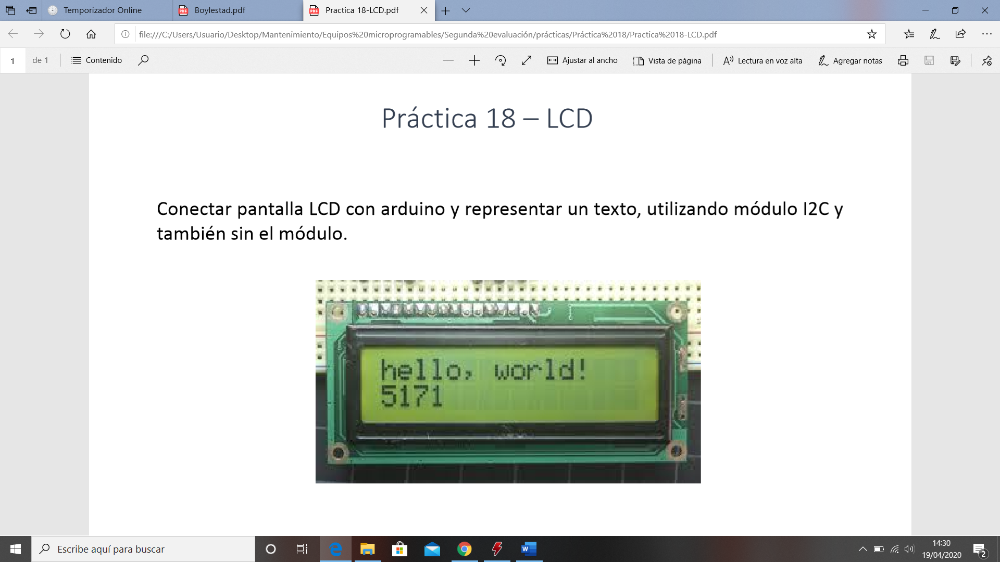 Temporizador Online
Boylestad.pdf
Practica 18-LCD.pdf
file:///C:/Users/Usuario/Desktop/Mantenimiento/Equipos%20microprogramables/Segunda%20evaluación/prácticas/Práctica%2018/Practica%2018-LCD.pdf
1 de 1 Contenido Ajustar al ancho Vista de página Lectura en voz alta Agregar notas
Práctica 18 – LCD
Conectar pantalla LCD con arduino y representar un texto, utilizando módulo I2C y
también sin el módulo.
hello, world!
5171
Escribe aquí para buscar
14:30
19/04/2020
2